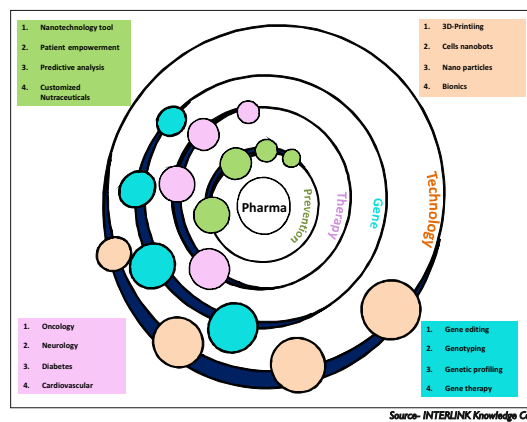 1. Nanotechnology tool
2. Patient empowerment
3. Predictive analysis
4. Customized
Nutraceuticals
1. 3D-Printiing
2. Cells nanobots
3. Nano particles
4. Bionics
Pharma
Prevention
Therapy
Gene
Technology
1. Oncology
2. Neurology
3. Diabetes
4. Cardiovascular
1 Gene editing
2 Genotyping
3 Genetic profiling
4 Gene therapy
Source- INTERLINK Knowledge